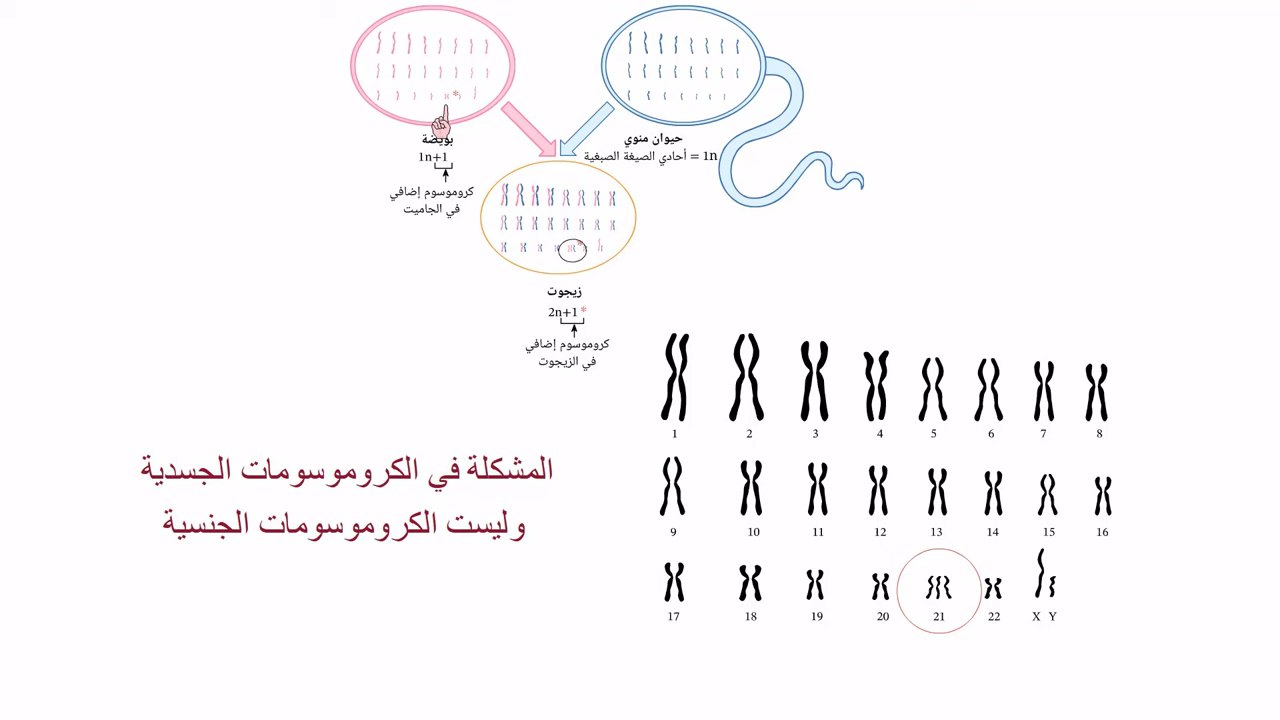 بويضة
1n+1
كروموسوم إضافي
في الجاميت
حيوان منوي
1n = أحادي الصيغة الصبغية
*
*
زيجوت
2n+1 *
كروموسوم إضافي
في الزيجوت
المشكلة في الكروموسومات الجسدية
وليست الكروموسومات الجنسية
1 2 3 4 5 6 7 8
9 10 11 12 13 14 15 16
17 18 19 20 21 22 X Y